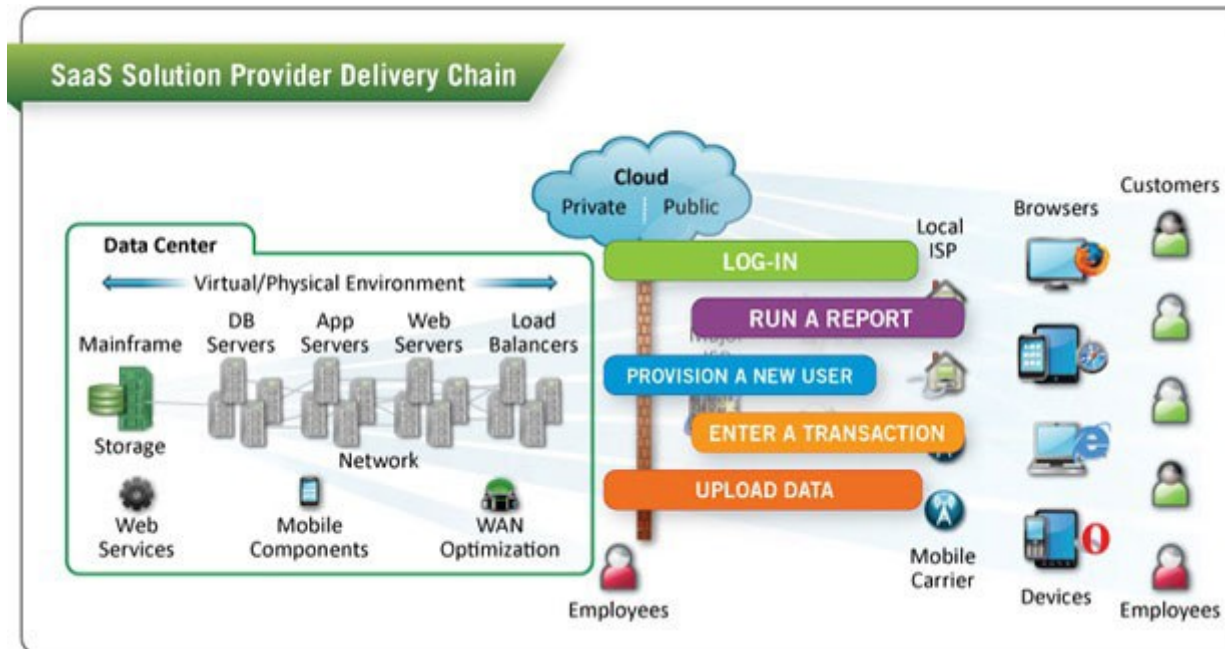 SaaS Solution Provider Delivery Chain
Cloud
Private Public
Customers
Browsers
Local
ISP
Data Center
Virtual/Physical Environment
Mainframe
DB
Servers
App
Servers
Web
Servers
Load
Balancers
Storage
Network
Web
Services
Mobile
Components
WAN
Optimization
LOG-IN
RUN A REPORT
Major
PROVISION A NEW USER
ENTER A TRANSACTION
UPLOAD DATA
Mobile
Carrier
Employees
Devices
Employees